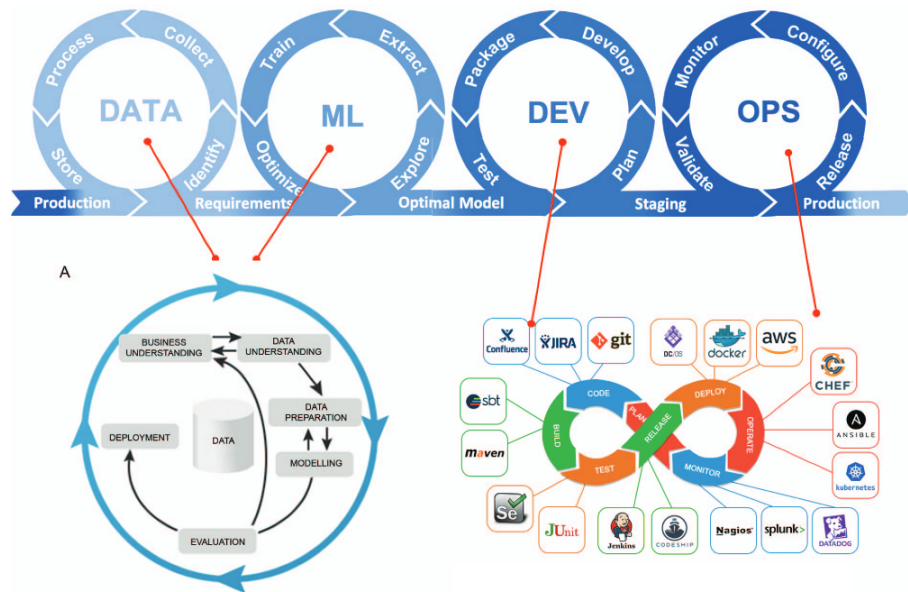 Process
Collect
Store
Identify
DATA
Train
Extract
Optimize
Explore
ML
Package
Develop
Test
Plan
DEV
Monitor
Configure
Validate
Release
OPS
Production
Requirements
Optimal Model
Staging
Production
A
BUSINESS
UNDERSTANDING
DATA
UNDERSTANDING
DATA
PREPARATION
MODELLING
DEPLOYMENT
DATA
EVALUATION
Confluence
JIRA
git
DC/OS
docker
aws
CHEF
sbt
maven
CODE
PLAN
BUILD
TEST
RELEASE
DEPLOY
OPERATE
MONITOR
ANSIBLE
kubernetes
Se
JUnit
Jenkins
CODESHIP
Nagios
splunk>
DATADOG